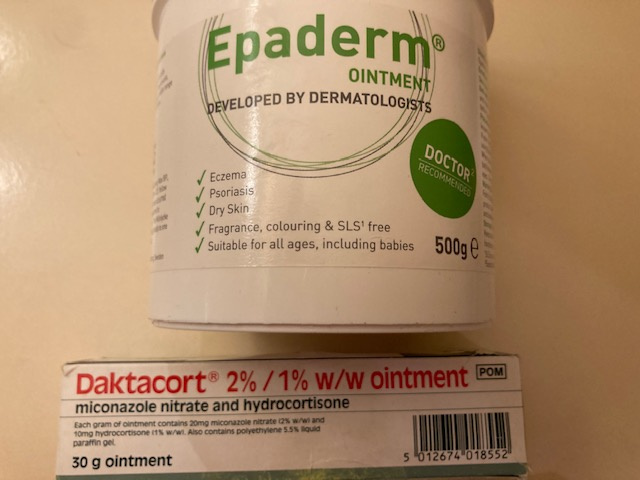 Epaderm®
OINTMENT
DEVELOPED BY DERMATOLOGISTS
DOCTOR²
RECOMMENDED
✓ Eczema
✓ Psoriasis
✓ Dry Skin
✓ Fragrance, colouring & SLS¹ free
✓ Suitable for all ages, including babies
500g ℮
Daktacort® 2% / 1% w/w ointment POM
miconazole nitrate and hydrocortisone
Each gram of ointment contains 20mg miconazole nitrate (2% w/w) and
10mg hydrocortisone (1% w/w). Also contains polyethylene 5.5% liquid
paraffin gel.
30 g ointment
5 012674 018552